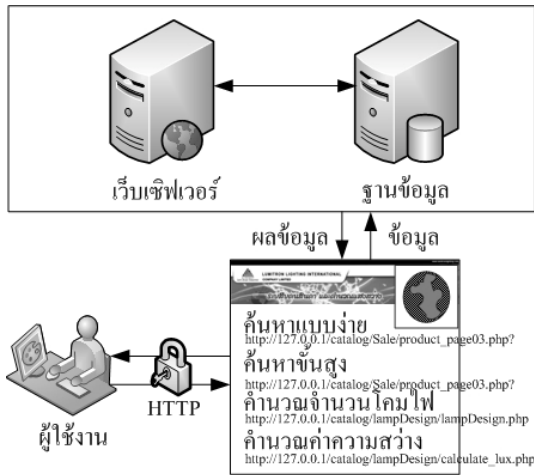 เว็บเซิฟเวอร์
ฐานข้อมูล
ผลข้อมูล
ข้อมูล
LUMITRON LIGHTING INTERNATIONAL
COMPANY LIMITED
ค้นหาแบบง่าย
http://127.0.0.1/catalog/Sale/product_page03.php?
ค้นหาขั้นสูง
http://127.0.0.1/catalog/Sale/product_page03.php?
คำนวณจำนวนโคมไฟ
http://127.0.0.1/catalog/lampDesign/lampDesign.php
คำนวณค่าความสว่าง
http://127.0.0.1/catalog/lampDesign/calculate_lux.php
HTTP
ผู้ใช้งาน